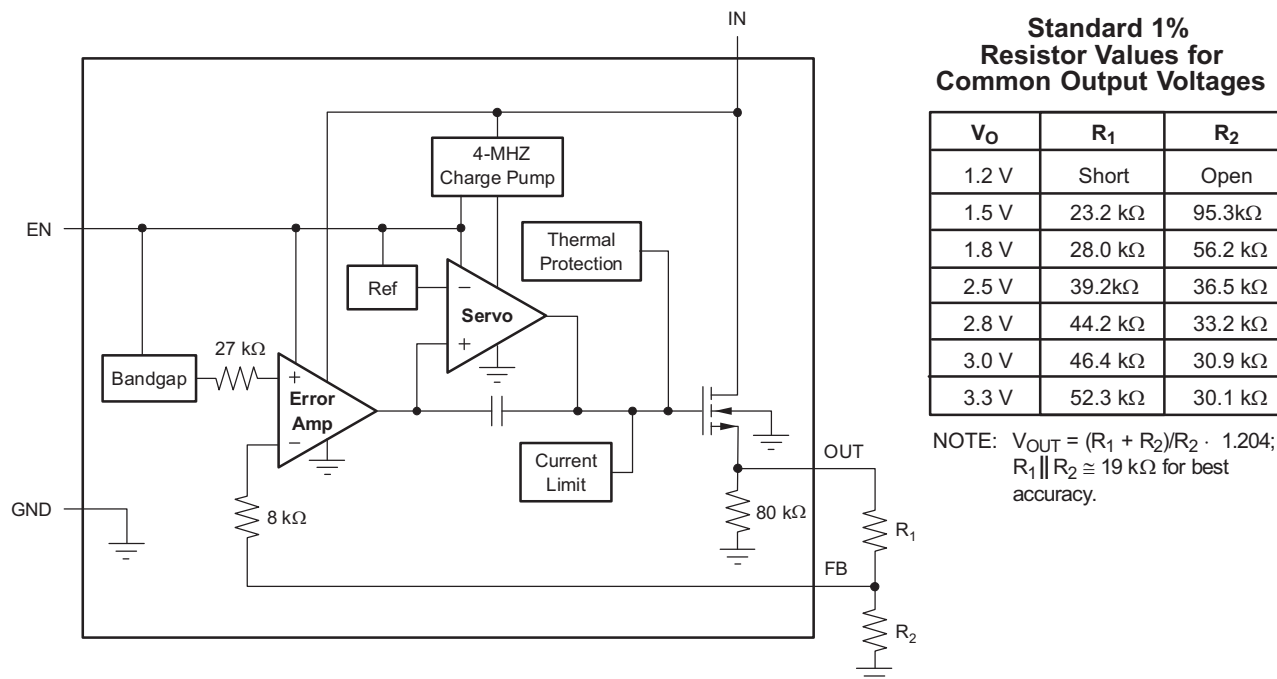 IN
4-MHZ
Charge Pump
EN
Thermal
Protection
Ref
−
Servo
+
27 kΩ
Bandgap
+
Error
Amp
−
Current
Limit
OUT
GND
8 kΩ
80 kΩ
R1
FB
R2
Standard 1%
Resistor Values for
Common Output Voltages
VO R1 R2
1.2 V Short Open
1.5 V 23.2 kΩ 95.3kΩ
1.8 V 28.0 kΩ 56.2 kΩ
2.5 V 39.2kΩ 36.5 kΩ
2.8 V 44.2 kΩ 33.2 kΩ
3.0 V 46.4 kΩ 30.9 kΩ
3.3 V 52.3 kΩ 30.1 kΩ
NOTE: VOUT = (R1 + R2)/R2 · 1.204;
R1‖R2 ≅ 19 kΩ for best
accuracy.